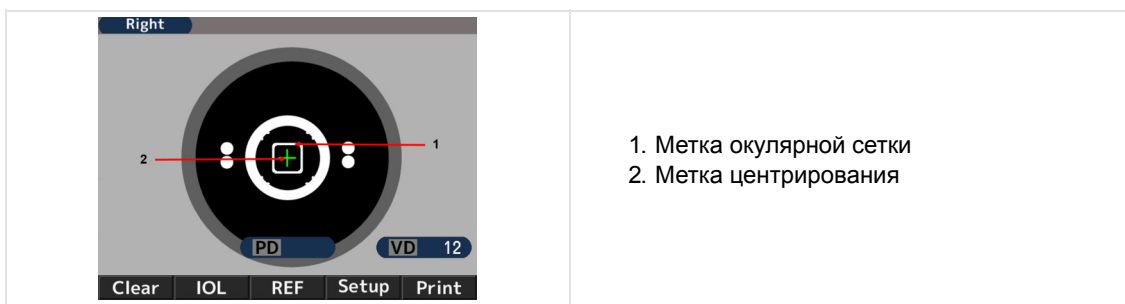 Right
1
2
PD
VD 12
Clear IOL REF Setup Print
1. Метка окулярной сетки
2. Метка центрирования